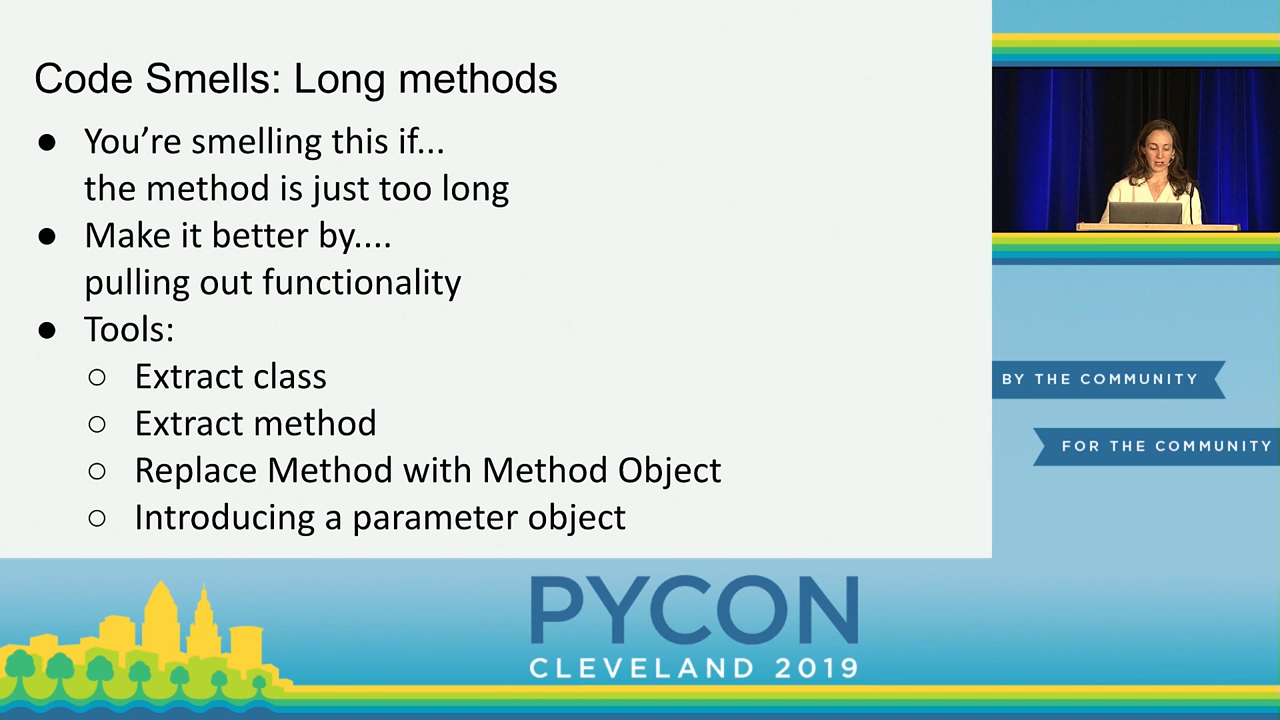 Code Smells: Long methods
● You’re smelling this if...
the method is just too long
● Make it better by....
pulling out functionality
● Tools:
○ Extract class
○ Extract method
○ Replace Method with Method Object
○ Introducing a parameter object
BY THE COMMUNITY
FOR THE COMMUNITY
PYCON
CLEVELAND 2019